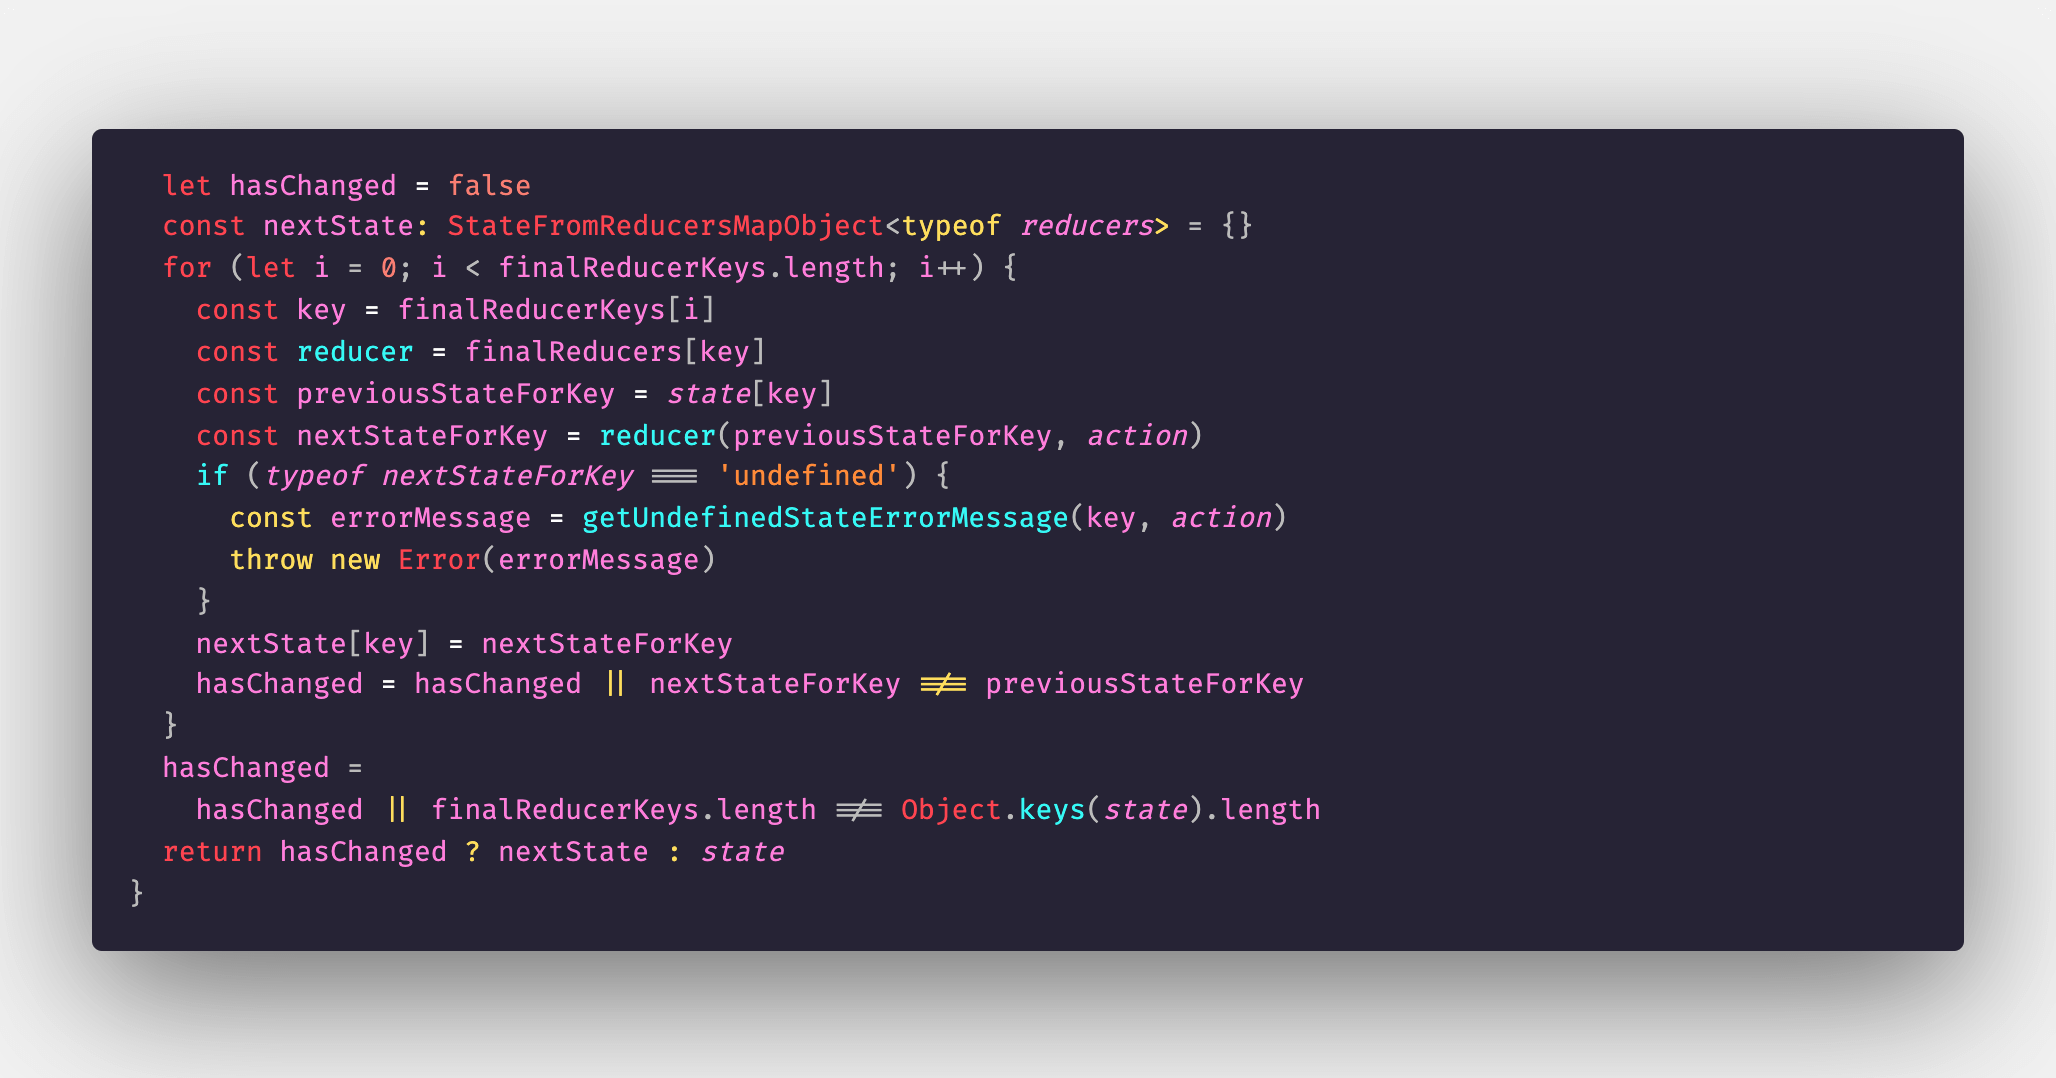 let hasChanged = false
const nextState: StateFromReducersMapObject<typeof reducers> = {}
for (let i = 0; i < finalReducerKeys.length; i++) {
const key = finalReducerKeys[i]
const reducer = finalReducers[key]
const previousStateForKey = state[key]
const nextStateForKey = reducer(previousStateForKey, action)
if (typeof nextStateForKey === 'undefined') {
const errorMessage = getUndefinedStateErrorMessage(key, action)
throw new Error(errorMessage)
}
nextState[key] = nextStateForKey
hasChanged = hasChanged || nextStateForKey !== previousStateForKey
}
hasChanged =
hasChanged || finalReducerKeys.length !== Object.keys(state).length
return hasChanged ? nextState : state
}